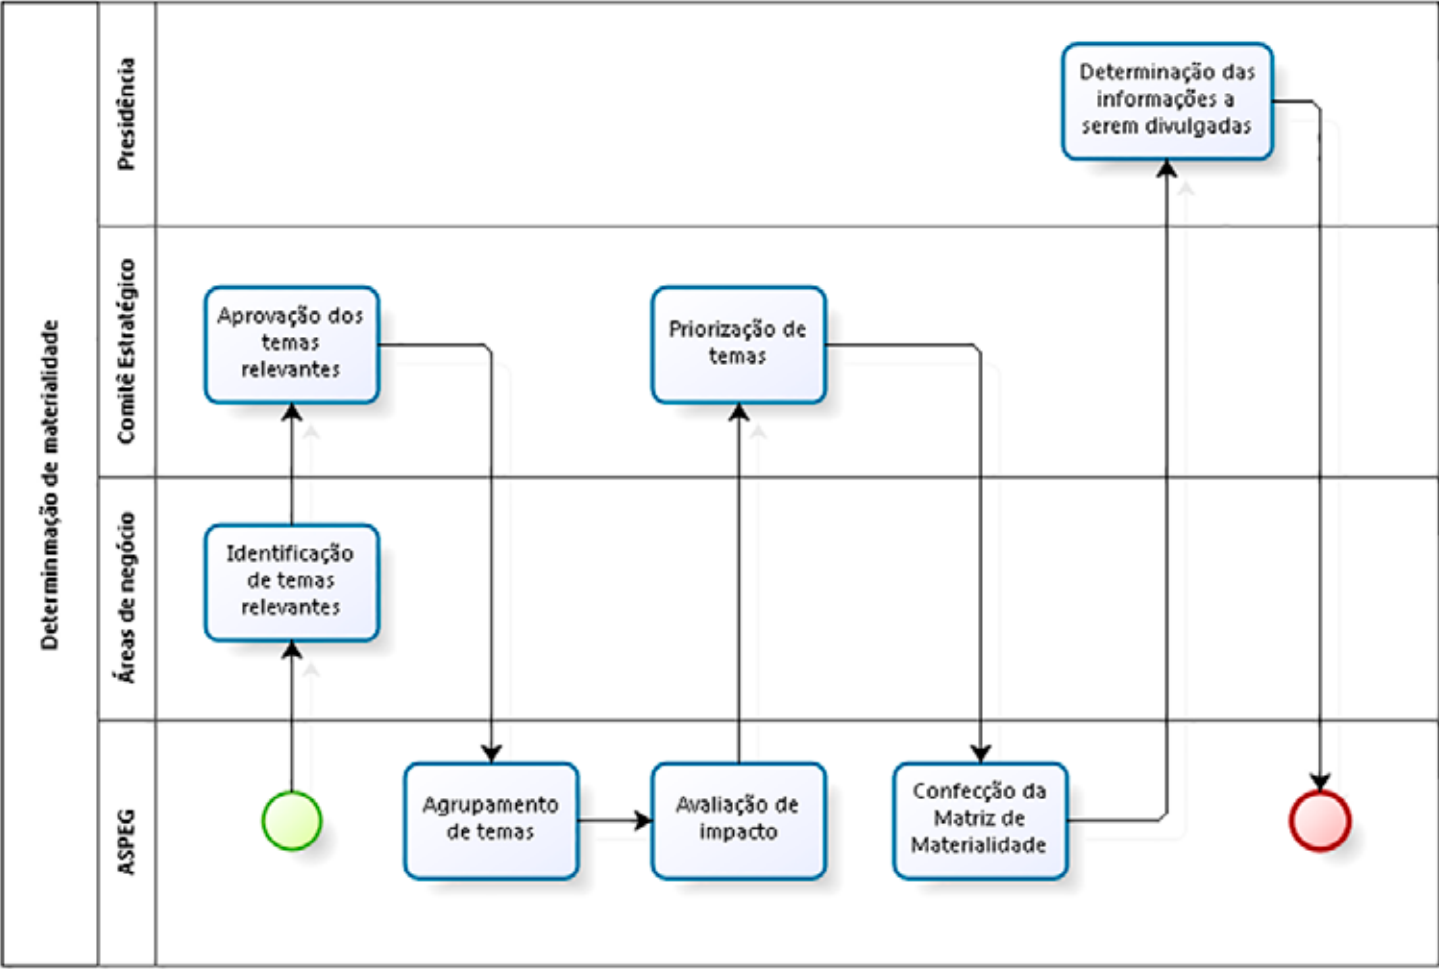 Determinmação de materialidade
Presidência
Determinação das
informações a
serem divulgadas
Comitê Estratégico
Aprovação dos
temas
relevantes
Priorização de
temas
Áreas de negócio
Identificação
de temas
relevantes
ASPEG
Agrupamento
de temas
Avaliação de
impacto
Confecção da
Matriz de
Materialidade